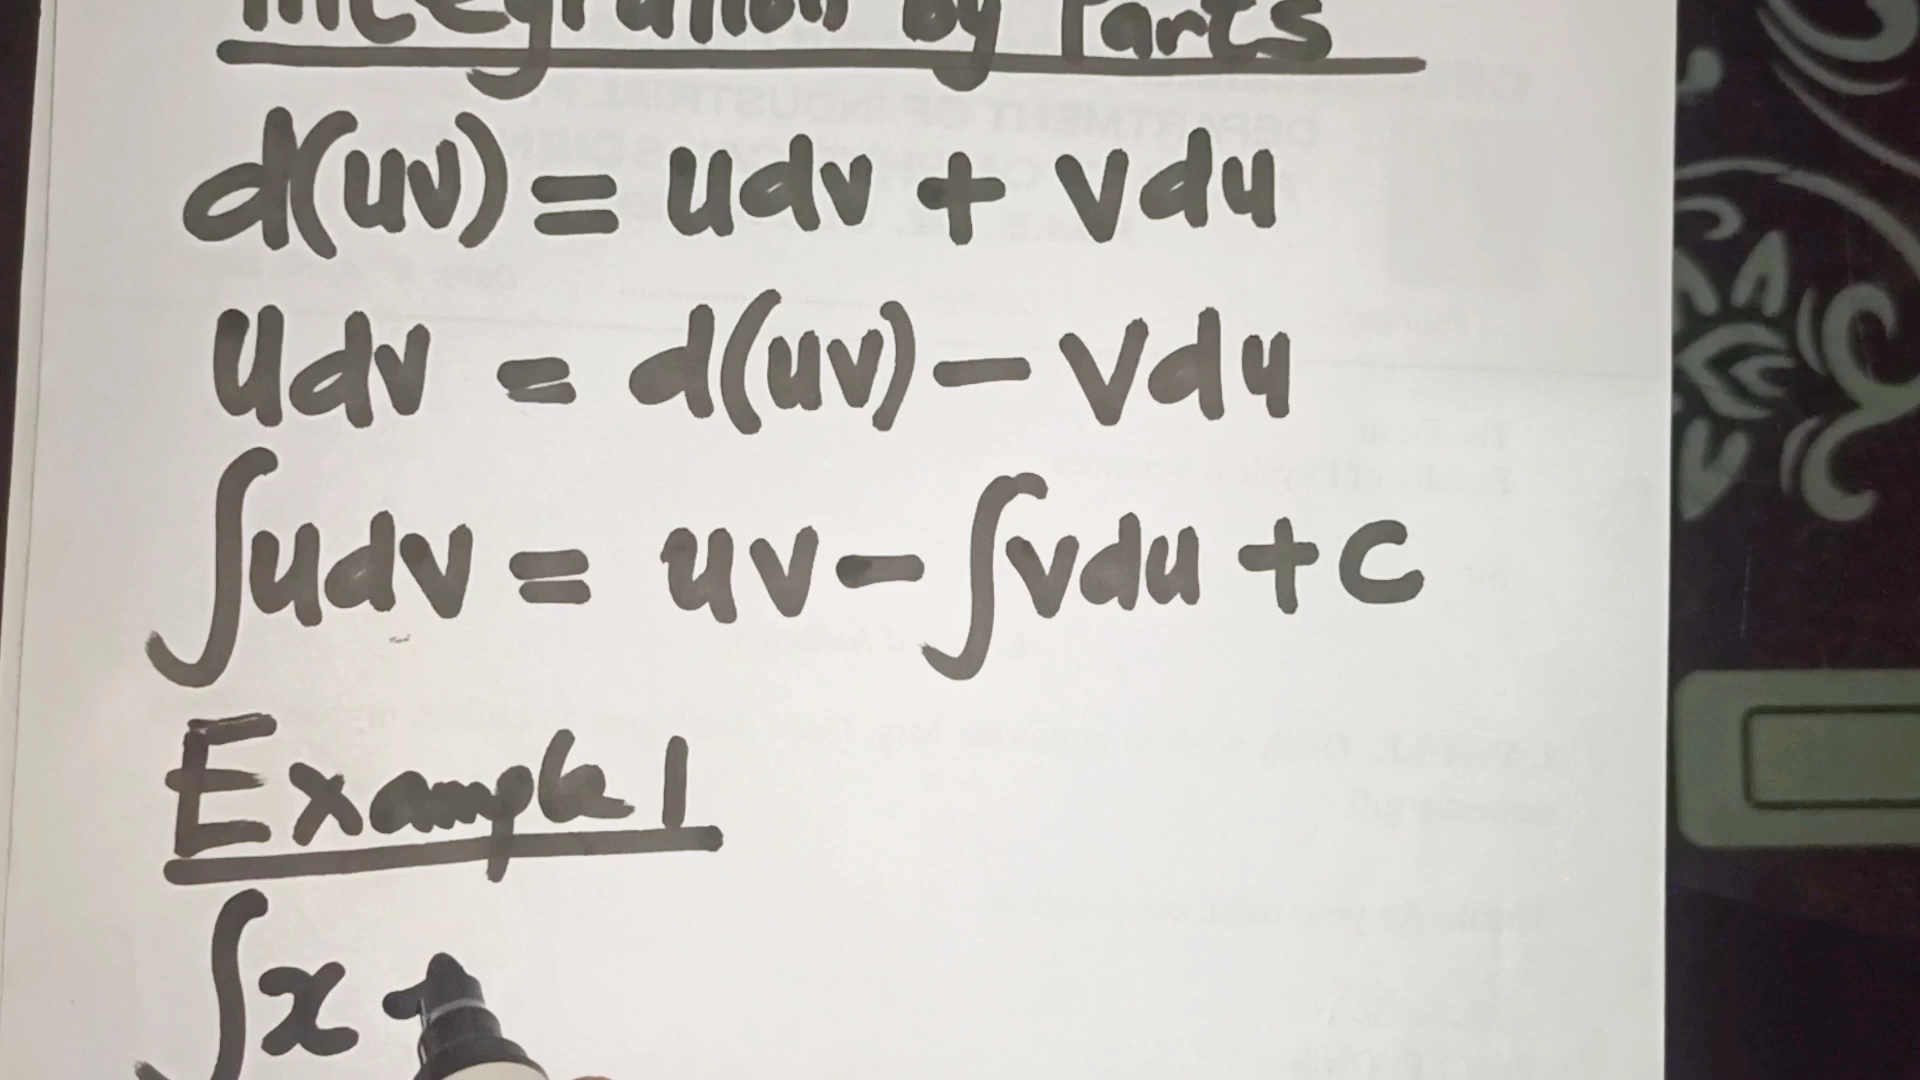 Integration by Parts
d(uv) = udv + vdu
udv = d(uv) - vdu
∫udv = uv - ∫vdu + c
Example 1
∫x